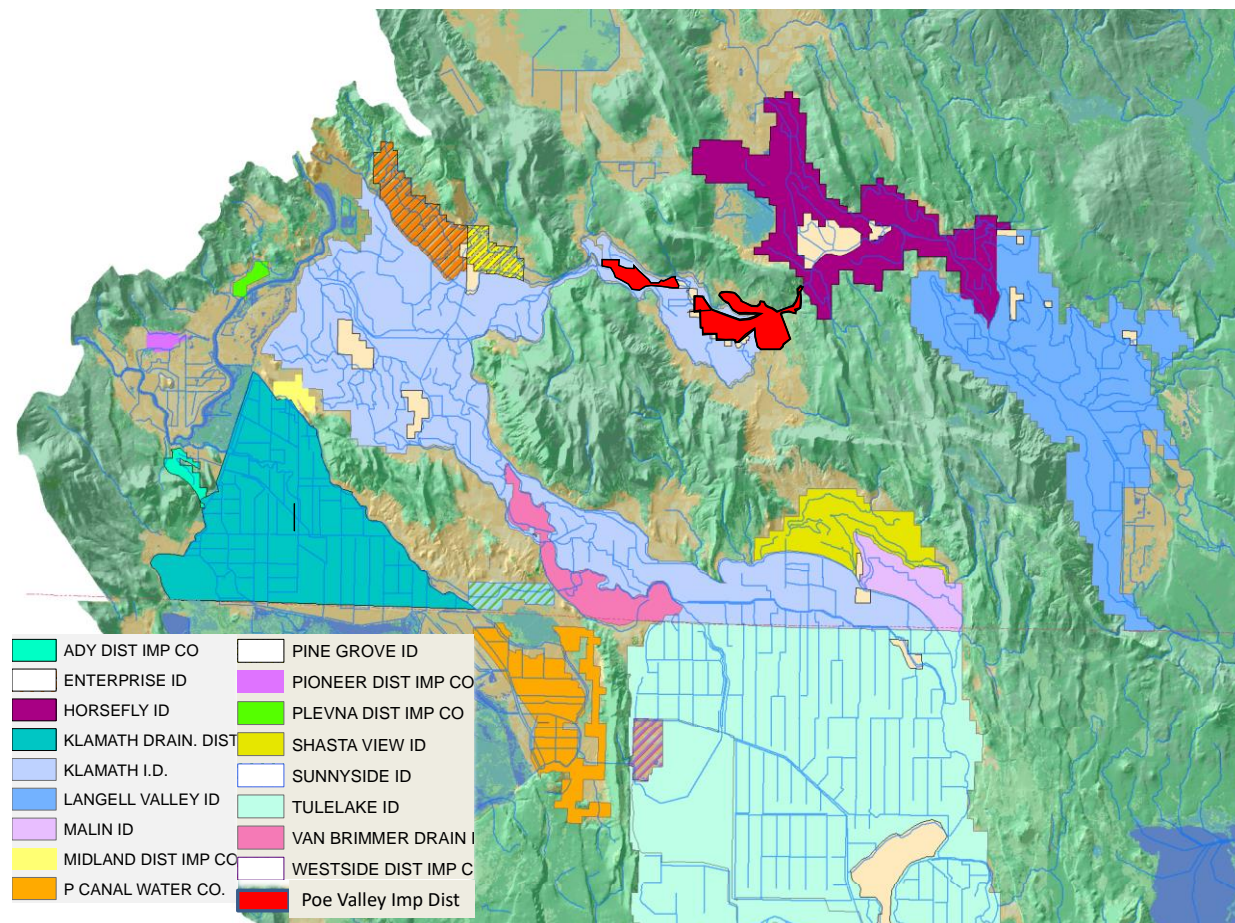 ADY DIST IMP CO
ENTERPRISE ID
HORSEFLY ID
KLAMATH DRAIN. DIST
KLAMATH I.D.
LANGELL VALLEY ID
MALIN ID
MIDLAND DIST IMP CO
P CANAL WATER CO.
PINE GROVE ID
PIONEER DIST IMP CO
PLEVNA DIST IMP CO
SHASTA VIEW ID
SUNNYSIDE ID
TULELAKE ID
VAN BRIMMER DRAIN I
WESTSIDE DIST IMP C
Poe Valley Imp Dist